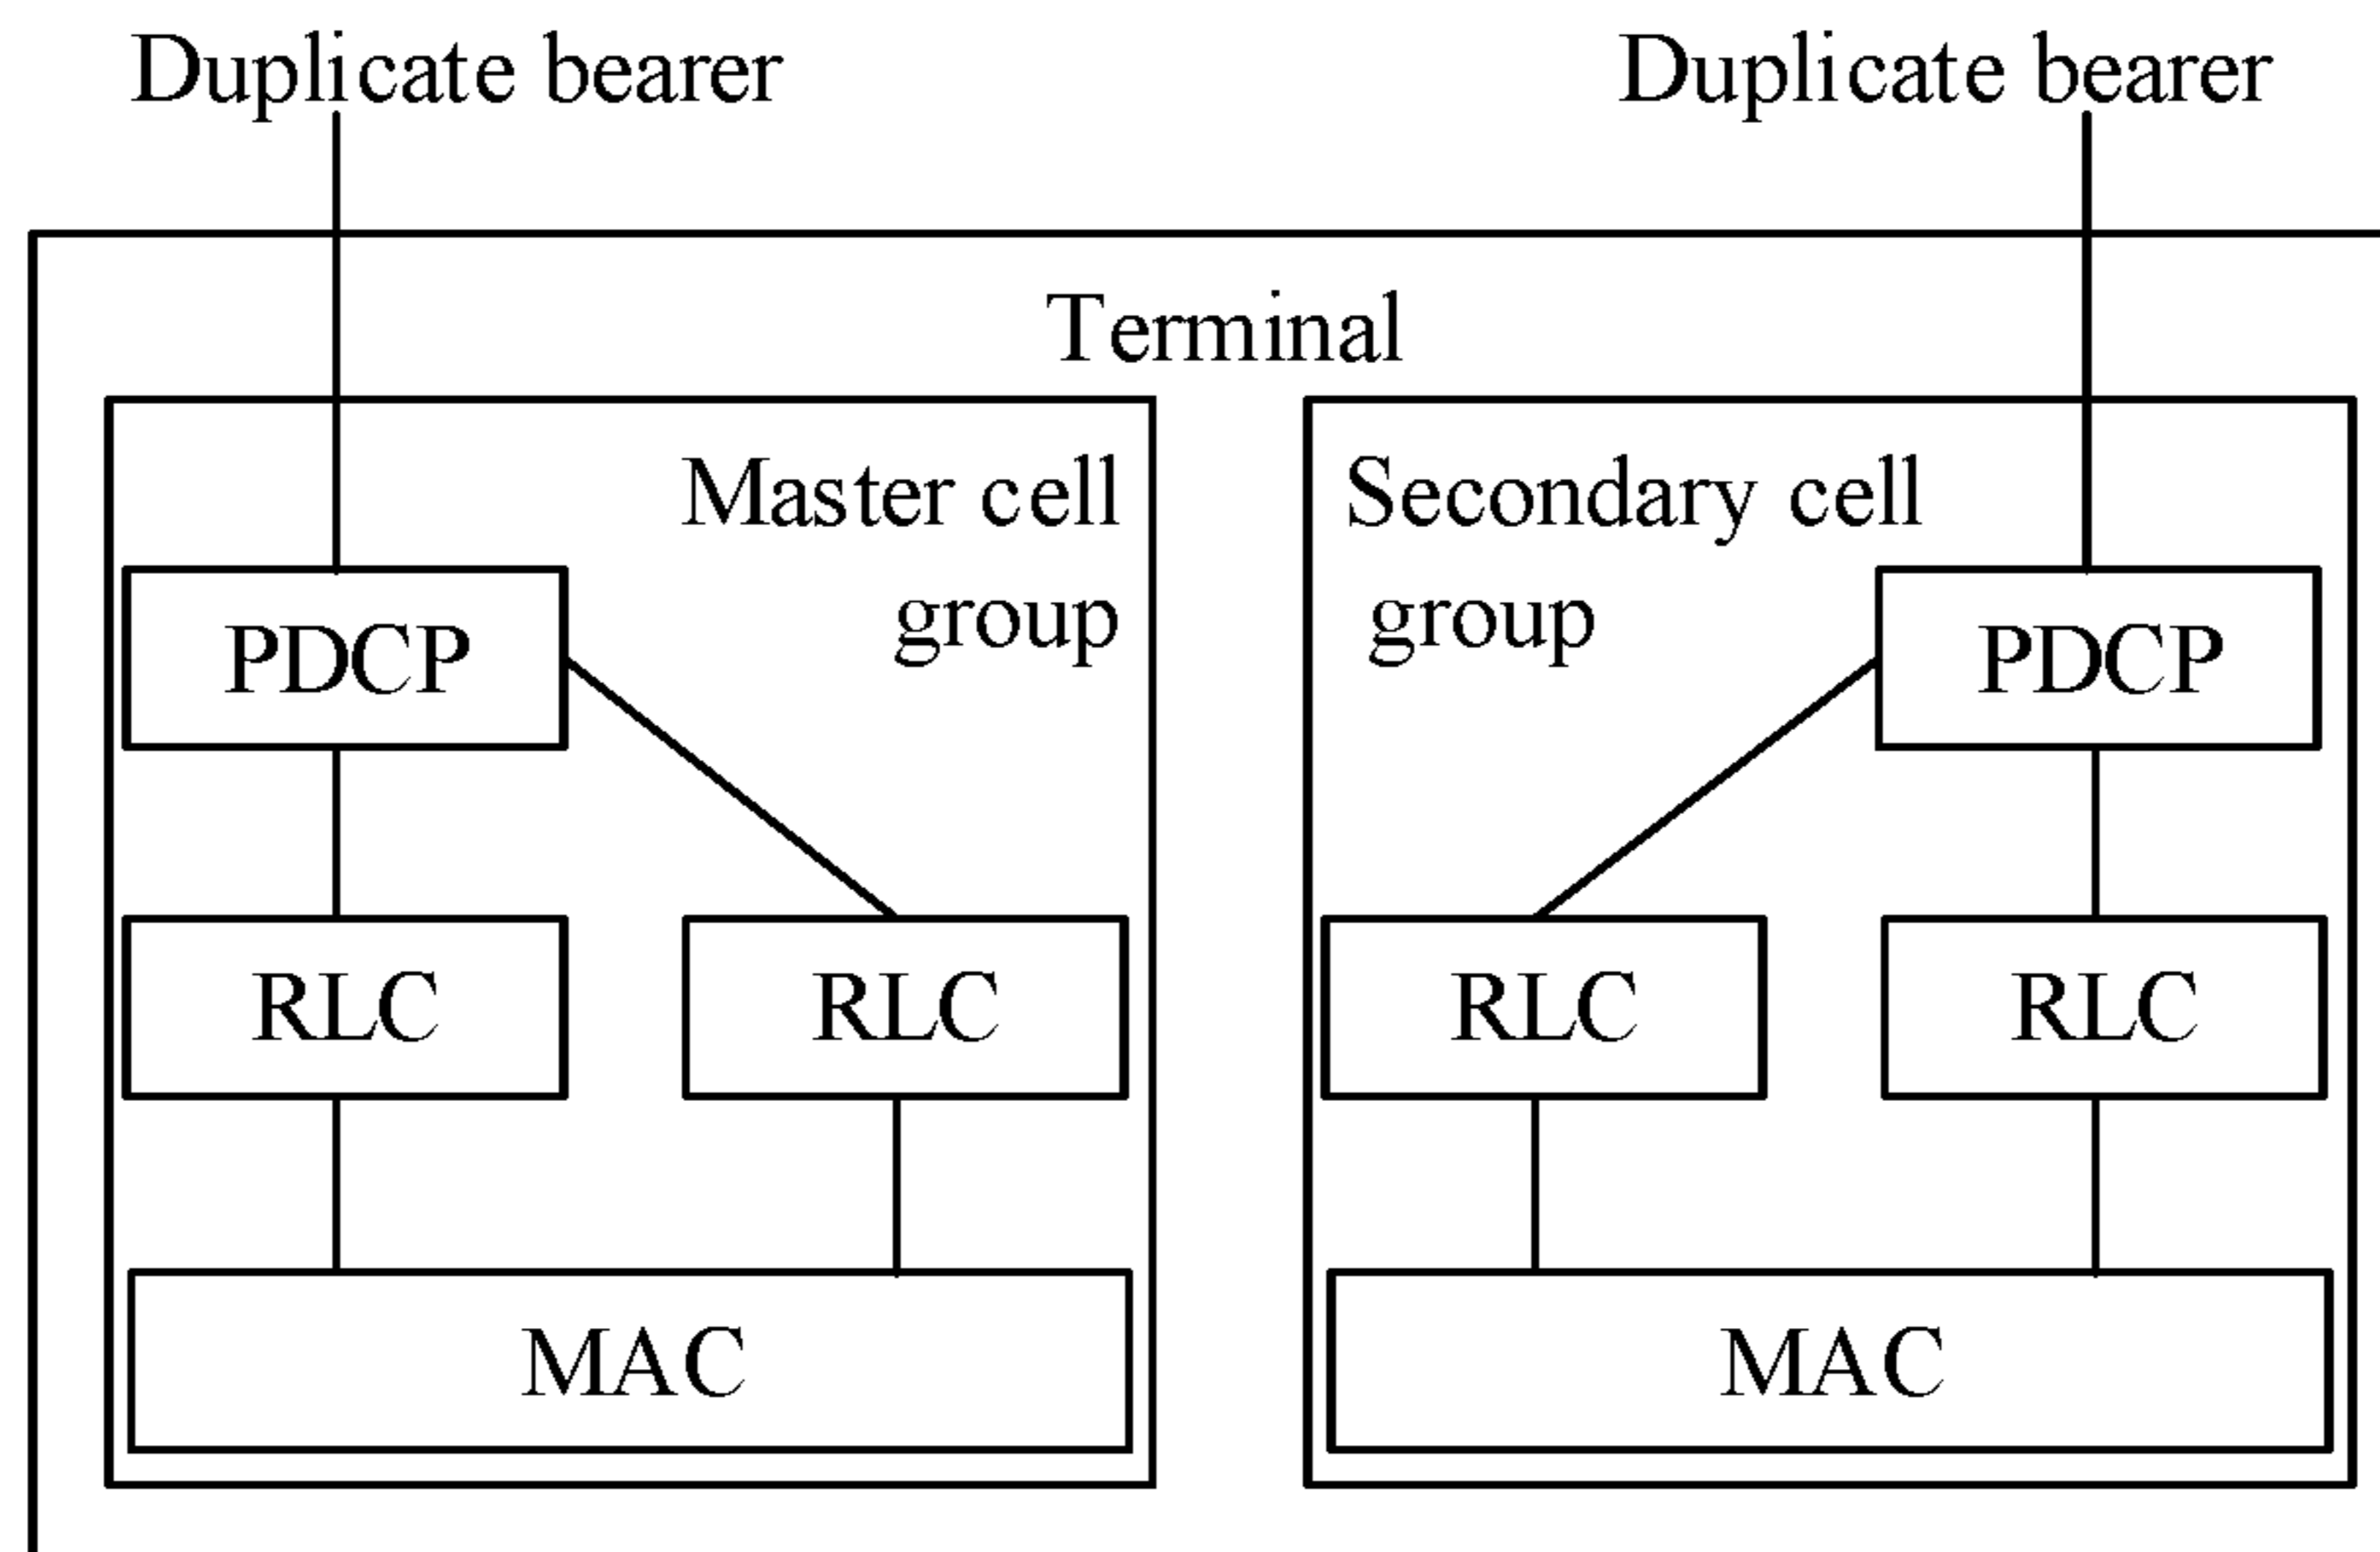 Duplicate bearer
Duplicate bearer
Terminal
Master cell
group
Secondary cell
group
PDCP
PDCP
RLC
RLC
RLC
RLC
MAC
MAC